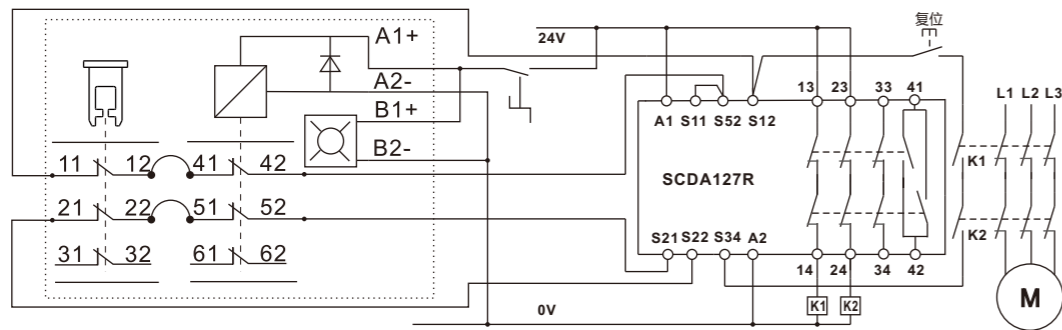 复位
24V
A1+
A2-
B1+
B2-
13 23 33 41
L1 L2 L3
A1 S11 S52 S12
11 12 41 42
K1
SCDA127R
21 22 51 52
K2
S21 S22 S34 A2
31 32 61 62
14 24 34 42
M
K1 K2
0V